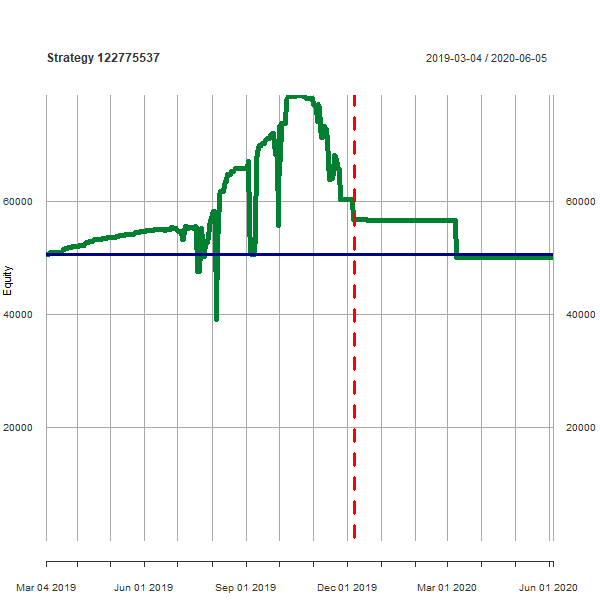 Strategy 122775537
2019-03-04 / 2020-06-05
60000
60000
Equity
40000
40000
20000
20000
Mar 04 2019
Jun 01 2019
Sep 01 2019
Dec 01 2019
Mar 01 2020
Jun 01 2020